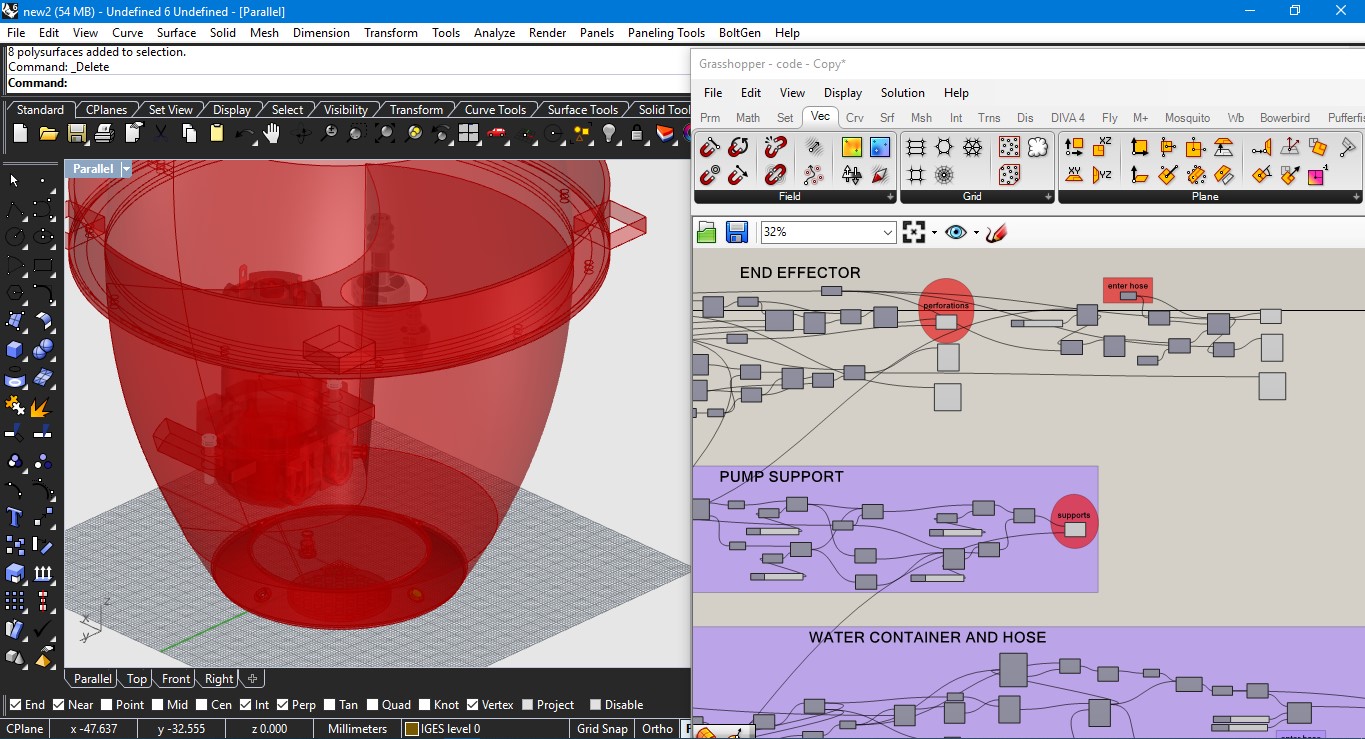 new2 (54 MB) - Undefined 6 Undefined - [Parallel]
File Edit View Curve Surface Solid Mesh Dimension Transform Tools Analyze Render Panels Paneling Tools BoltGen Help
8 polysurfaces added to selection.
Command: _Delete
Command:
Standard CPlanes Set View Display Select Visibility Transform Curve Tools Surface Tools Solid Tool
Parallel
z
x
y
Parallel Top Front Right
End Near Point Mid Cen Int Perp Tan Quad Knot Vertex Project Disable
CPlane x -47.637 y -32.555 z 0.000 Millimeters IGES level 0 Grid Snap Ortho
Grasshopper - code - Copy*
File Edit View Display Solution Help
Prm Math Set Vec Crv Srf Msh Int Trns Dis DIVA 4 Fly M+ Mosquito Wb Bowerbird Pufferfis
XZ
XY YZ
-1
Field Grid Plane
32%
END EFFECTOR
perforations
enter hose
PUMP SUPPORT
supports
WATER CONTAINER AND HOSE
enter hose